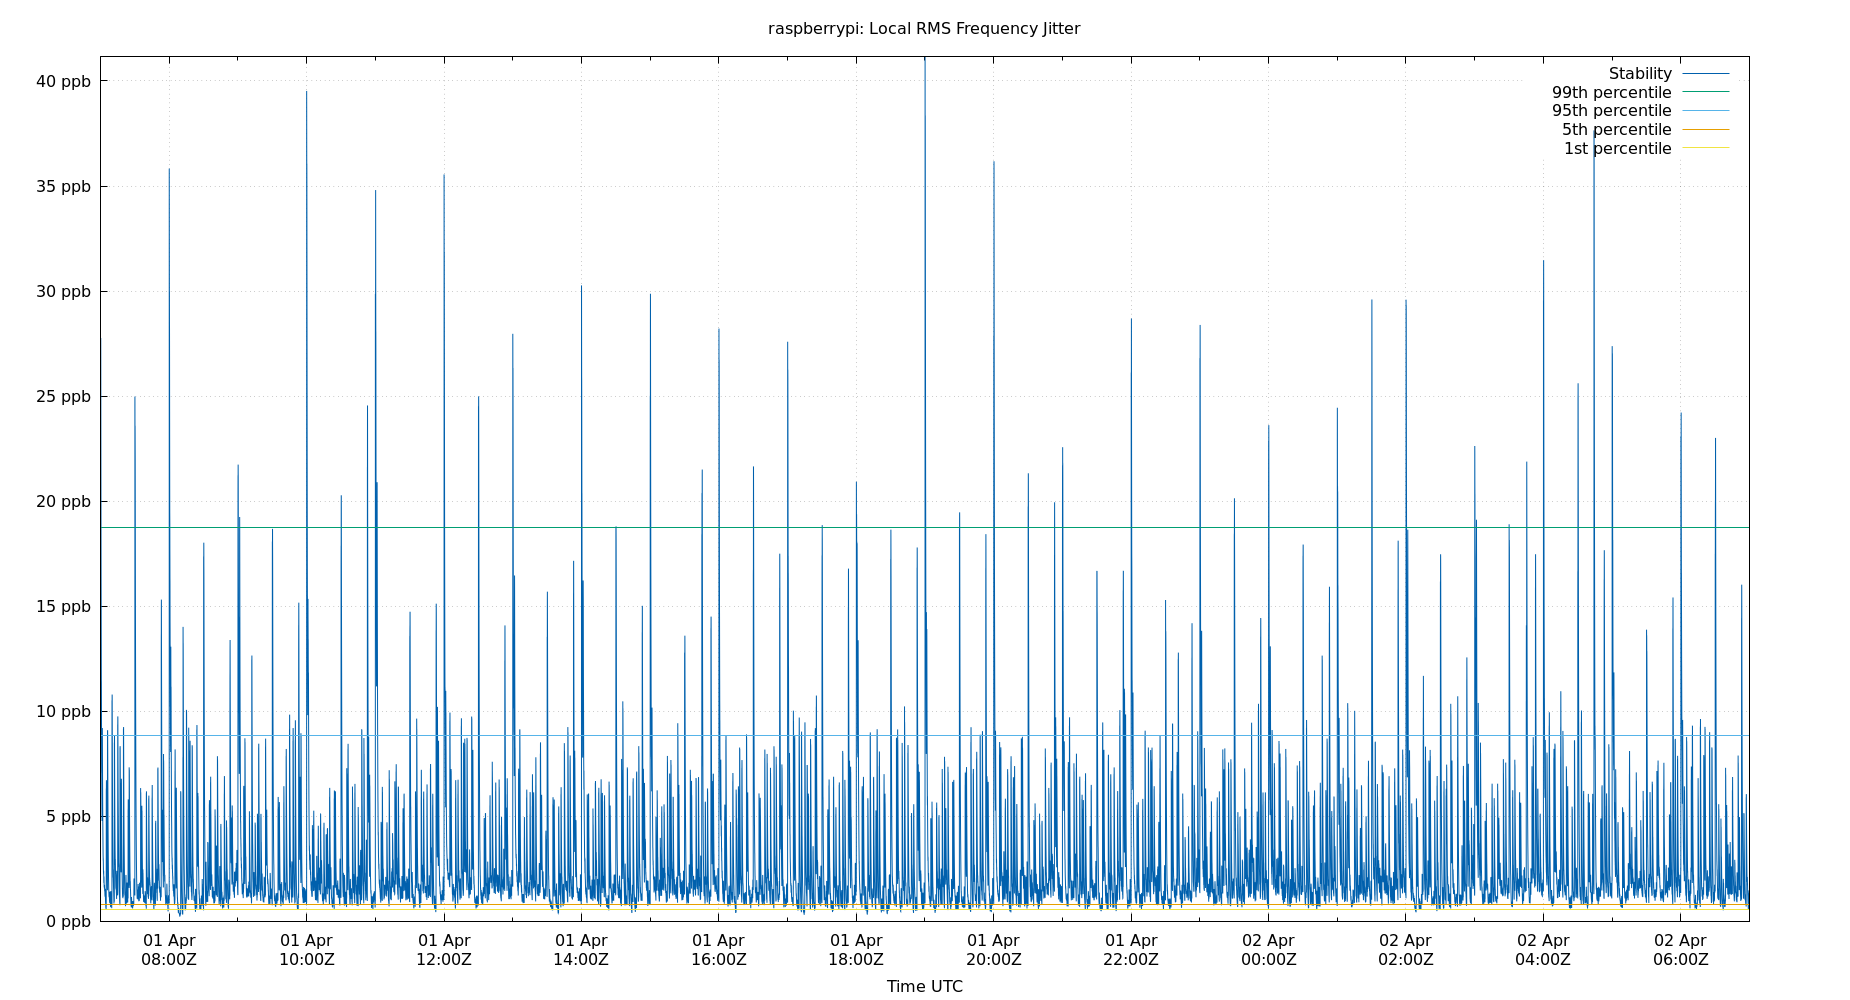 raspberrypi: Local RMS Frequency Jitter
40 ppb
35 ppb
30 ppb
25 ppb
20 ppb
15 ppb
10 ppb
5 ppb
0 ppb
Stability
99th percentile
95th percentile
5th percentile
1st percentile
01 Apr 01 Apr 01 Apr 01 Apr 01 Apr 01 Apr 01 Apr 01 Apr 02 Apr 02 Apr 02 Apr 02 Apr
08:00Z 10:00Z 12:00Z 14:00Z 16:00Z 18:00Z 20:00Z 22:00Z 00:00Z 02:00Z 04:00Z 06:00Z
Time UTC